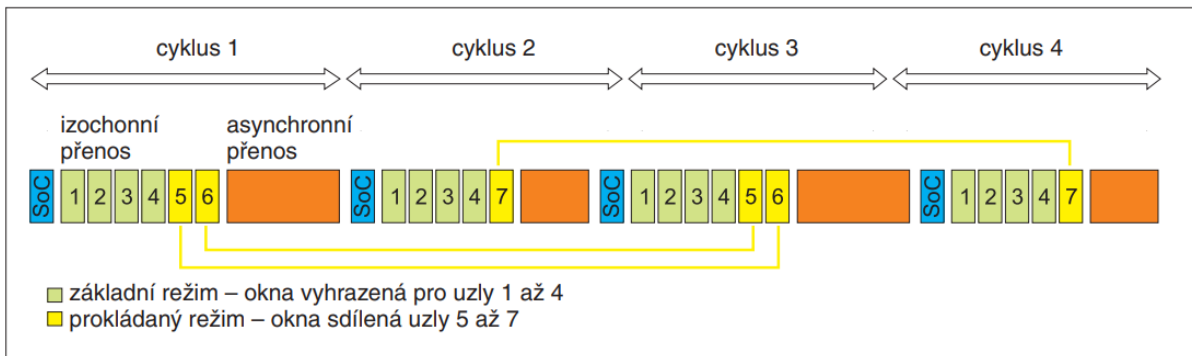 cyklus 1 cyklus 2 cyklus 3 cyklus 4
izochonní přenos
asynchronní přenos
SoC 1 2 3 4 5 6 SoC 1 2 3 4 7 SoC 1 2 3 4 5 6 SoC 1 2 3 4 7
základní režim – okna vyhrazená pro uzly 1 až 4
prokládaný režim – okna sdílená uzly 5 až 7